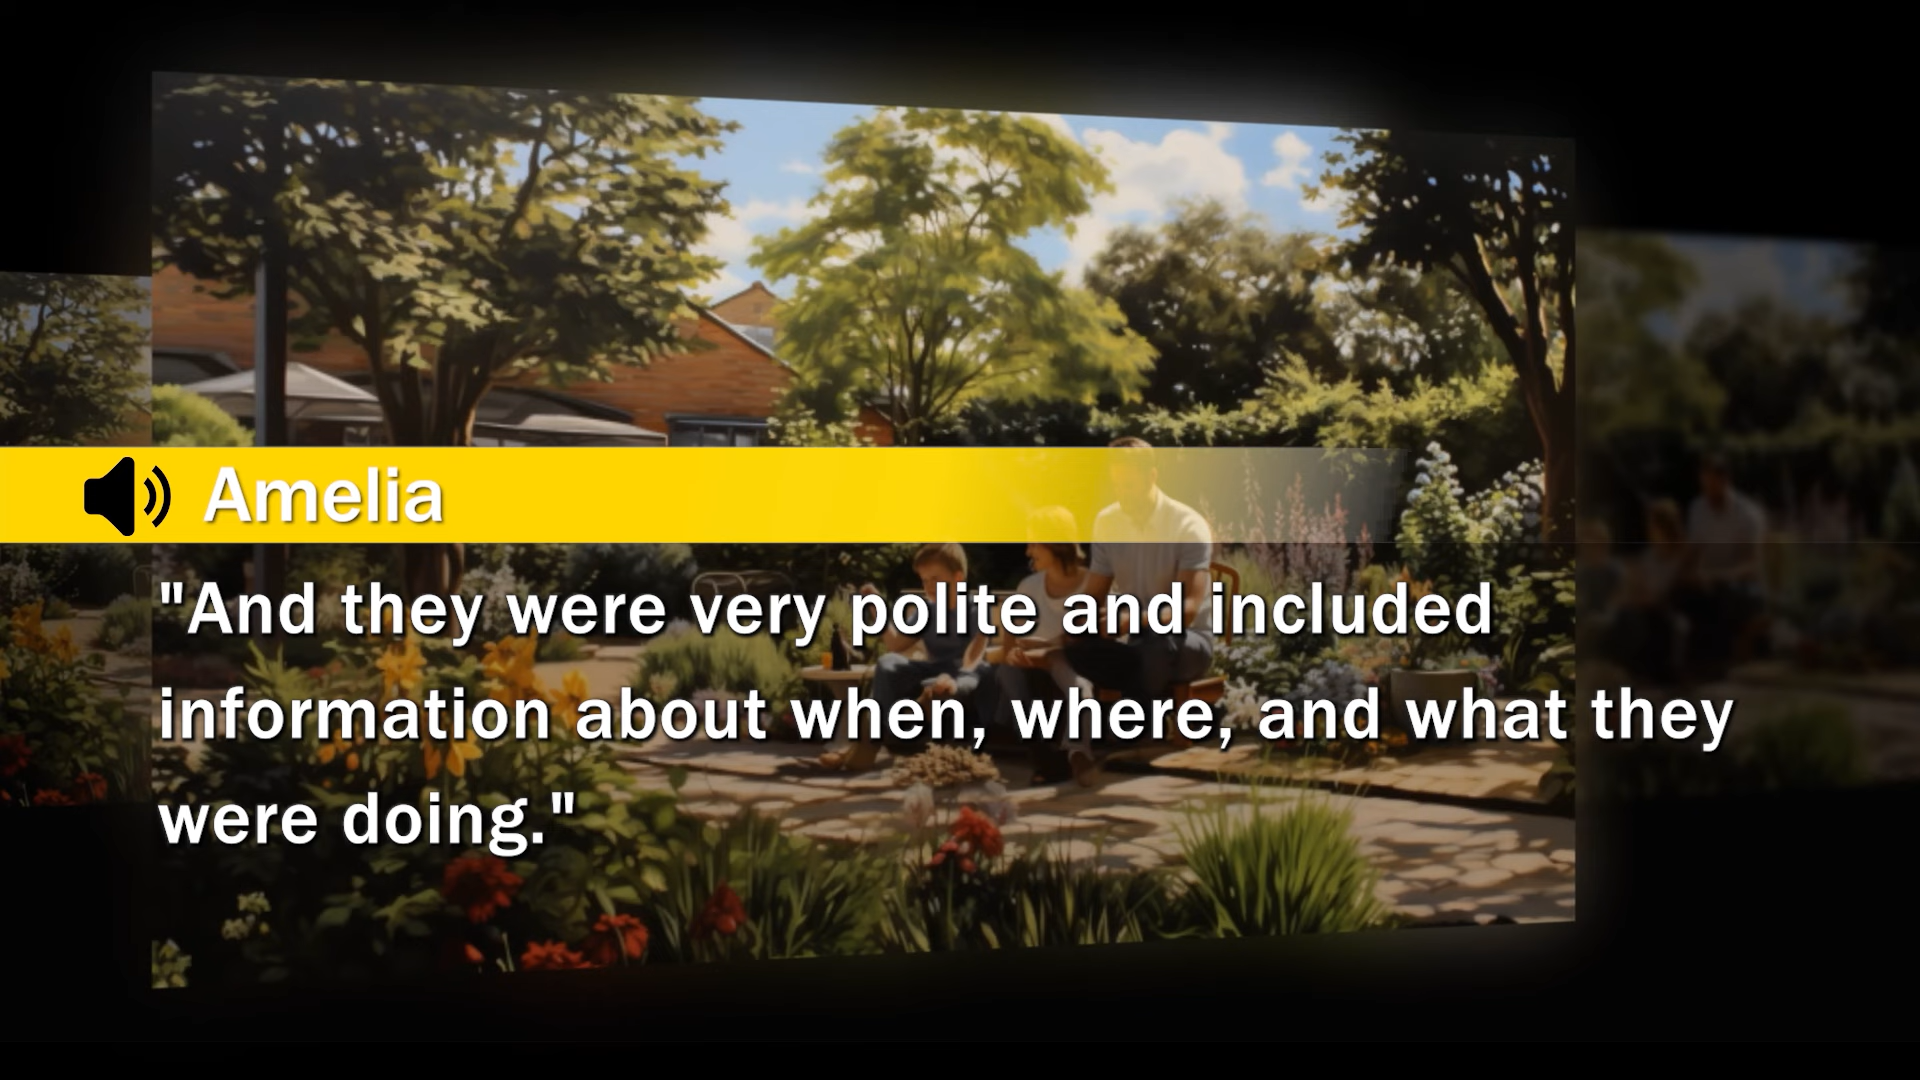 Amelia
"And they were very polite and included
information about when, where, and what they
were doing."